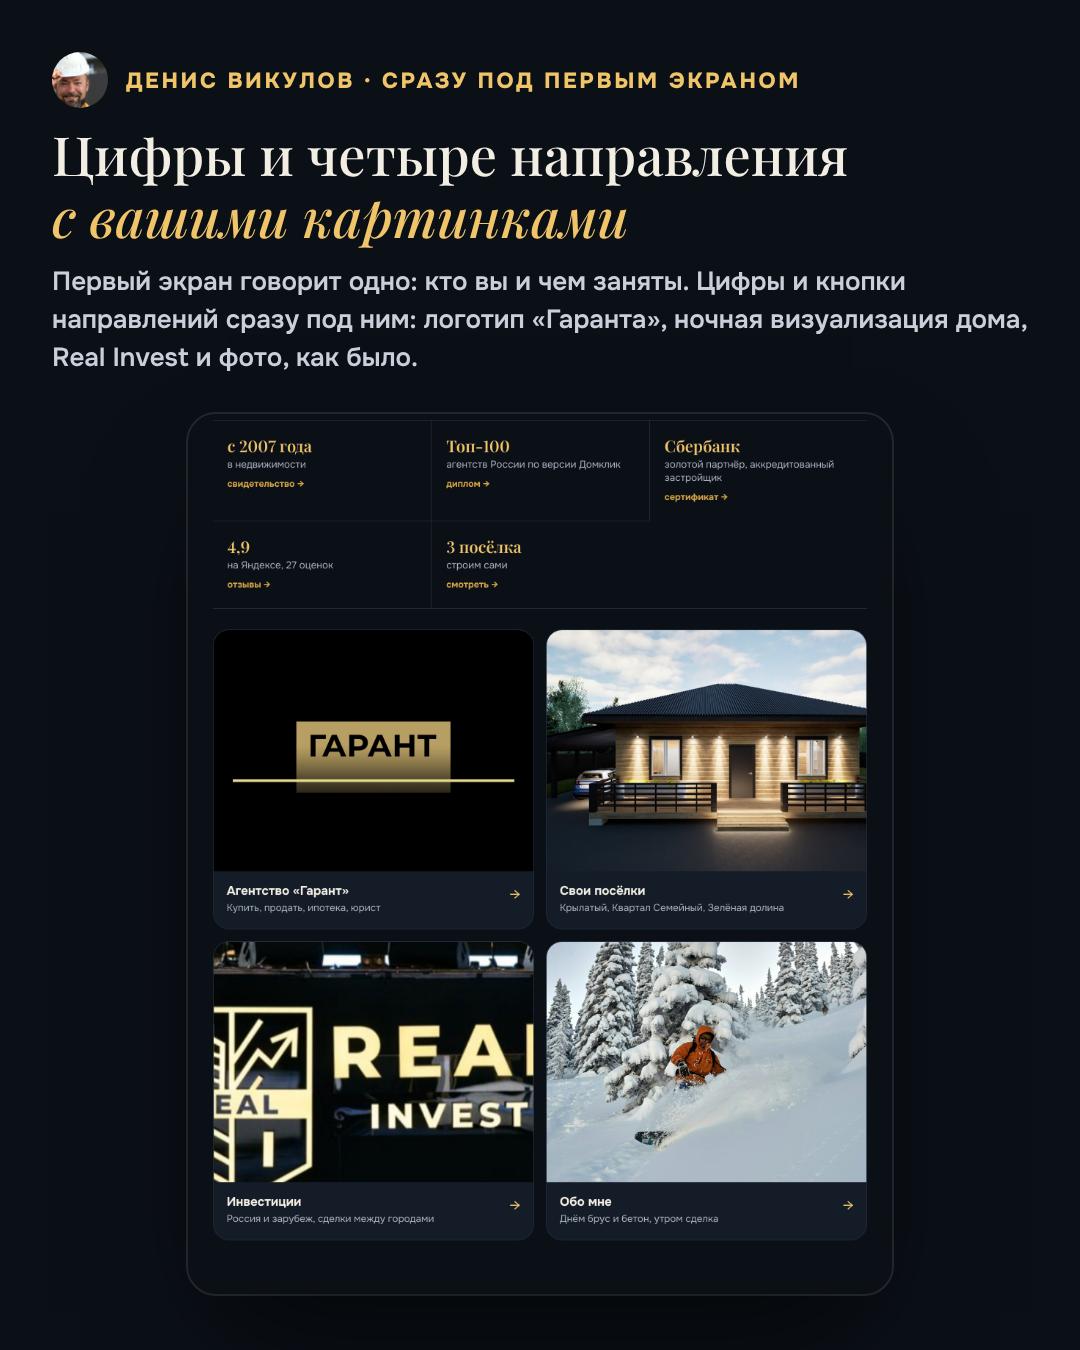 ДЕНИС ВИКУЛОВ · СРАЗУ ПОД ПЕРВЫМ ЭКРАНОМ
Цифры и четыре направления
с вашими картинками
Первый экран говорит одно: кто вы и чем заняты. Цифры и кнопки
направлений сразу под ним: логотип «Гаранта», ночная визуализация дома,
Real Invest и фото, как было.
с 2007 года
в недвижимости
свидетельство →
Топ-100
агентств России по версии Домклик
диплом →
Сбербанк
золотой партнёр, аккредитованный
застройщик
сертификат →
4,9
на Яндексе, 27 оценок
отзывы →
3 посёлка
строим сами
смотреть →
ГАРАНТ
Агентство «Гарант» →
Купить, продать, ипотека, юрист
Свои посёлки →
Крылатый, Квартал Семейный, Зелёная долина
EAL
REAL
INVEST
Инвестиции →
Россия и зарубеж, сделки между городами
Обо мне →
Днём брус и бетон, утром сделка